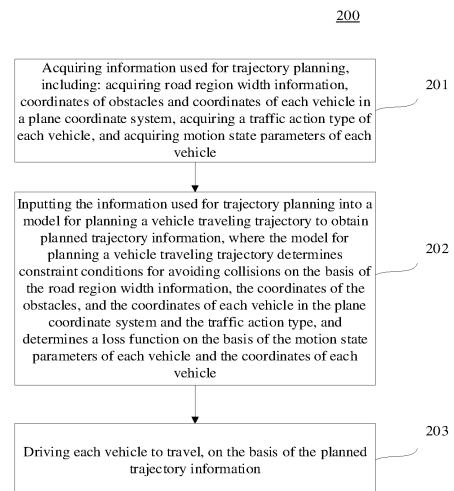 200
Acquiring information used for trajectory planning,
including: acquiring road region width information,
coordinates of obstacles and coordinates of each vehicle in
a plane coordinate system, acquiring a traffic action type of
each vehicle, and acquiring motion state parameters of each
vehicle
201
Inputting the information used for trajectory planning into a
model for planning a vehicle traveling trajectory to obtain
planned trajectory information, where the model for
planning a vehicle traveling trajectory determines
constraint conditions for avoiding collisions on the basis of
the road region width information, the coordinates of the
obstacles, and the coordinates of each vehicle in the plane
coordinate system and the traffic action type, and
determines a loss function on the basis of the motion state
parameters of each vehicle and the coordinates of each
vehicle
202
Driving each vehicle to travel, on the basis of the planned
trajectory information
203